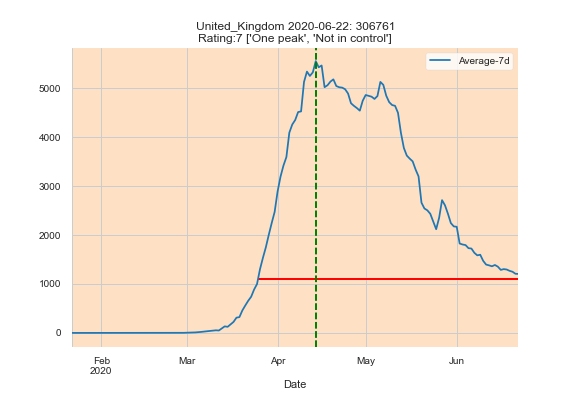 United_Kingdom 2020-06-22: 306761
Rating:7 ['One peak', 'Not in control']
Average-7d
5000
4000
3000
2000
1000
0
Feb
2020
Mar
Apr
May
Jun
Date